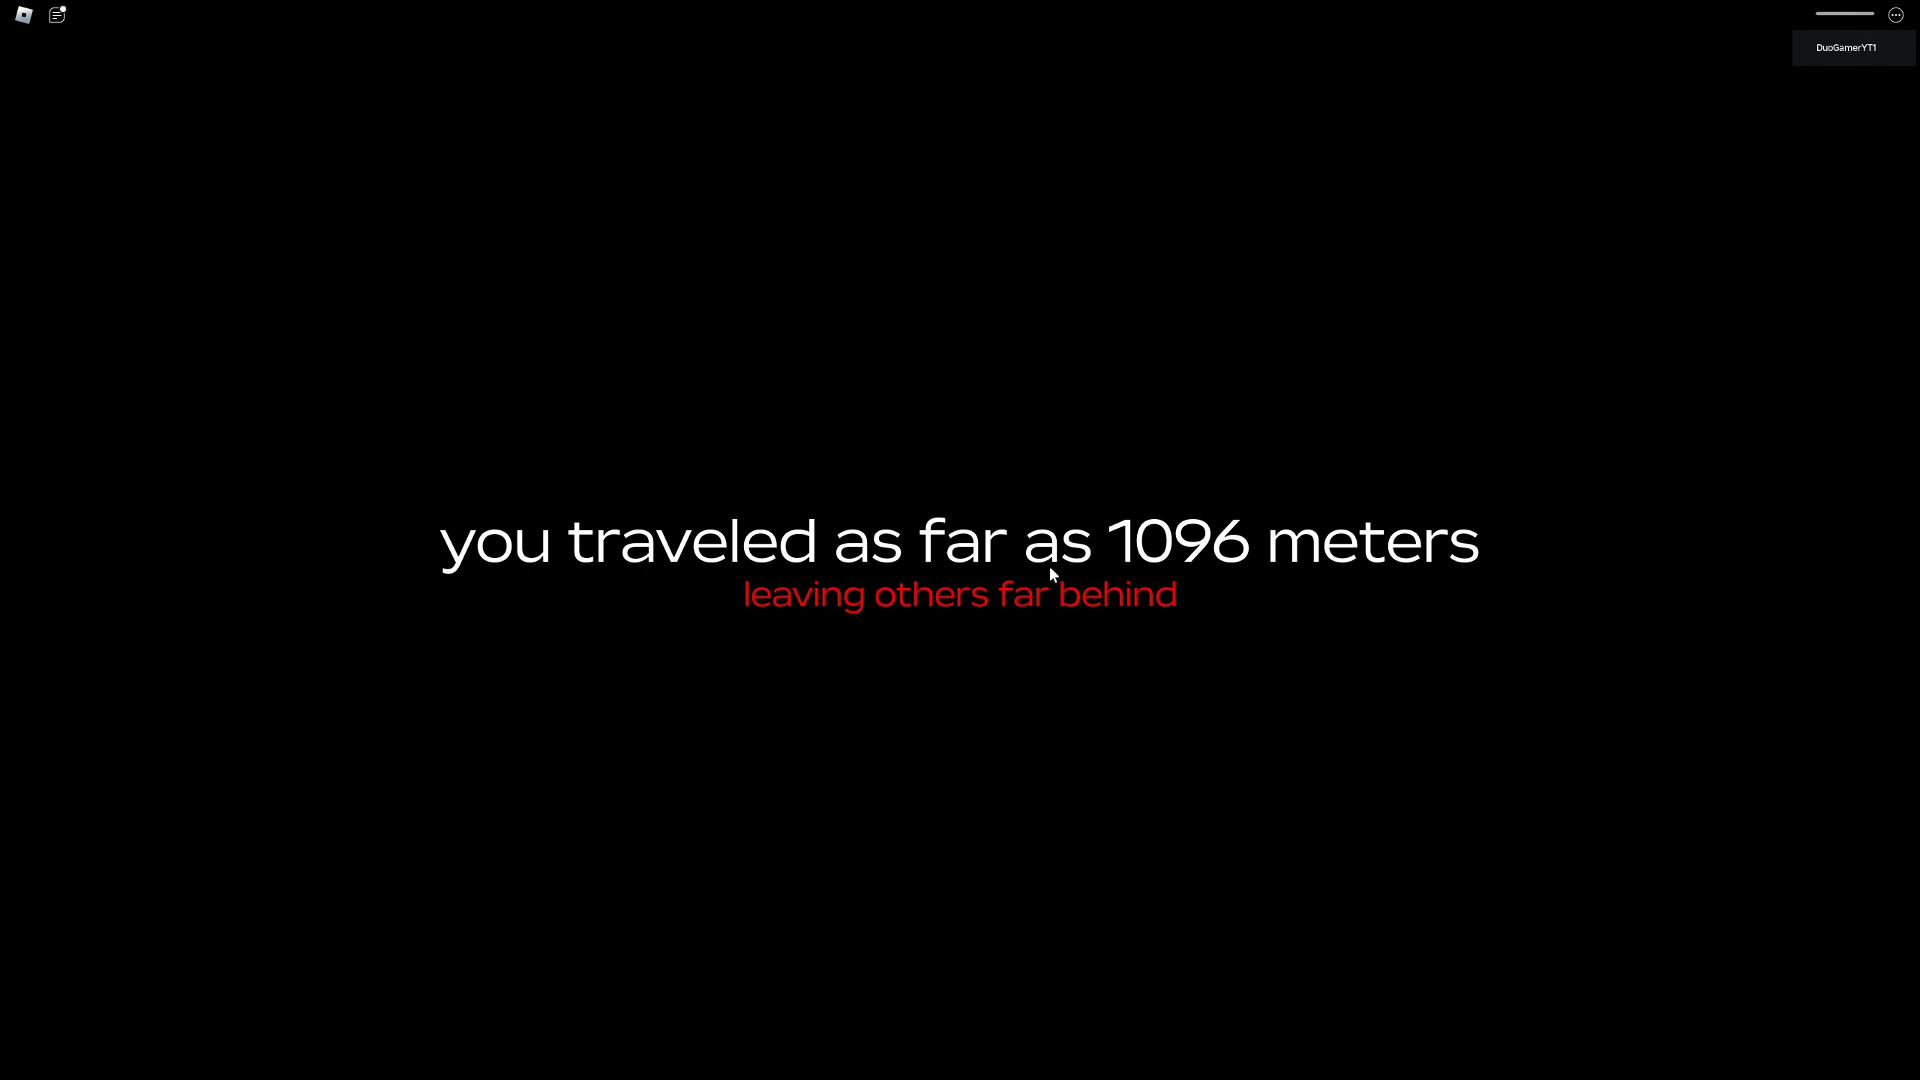 DuoGamerYT1
you traveled as far as 1096 meters
leaving others far behind